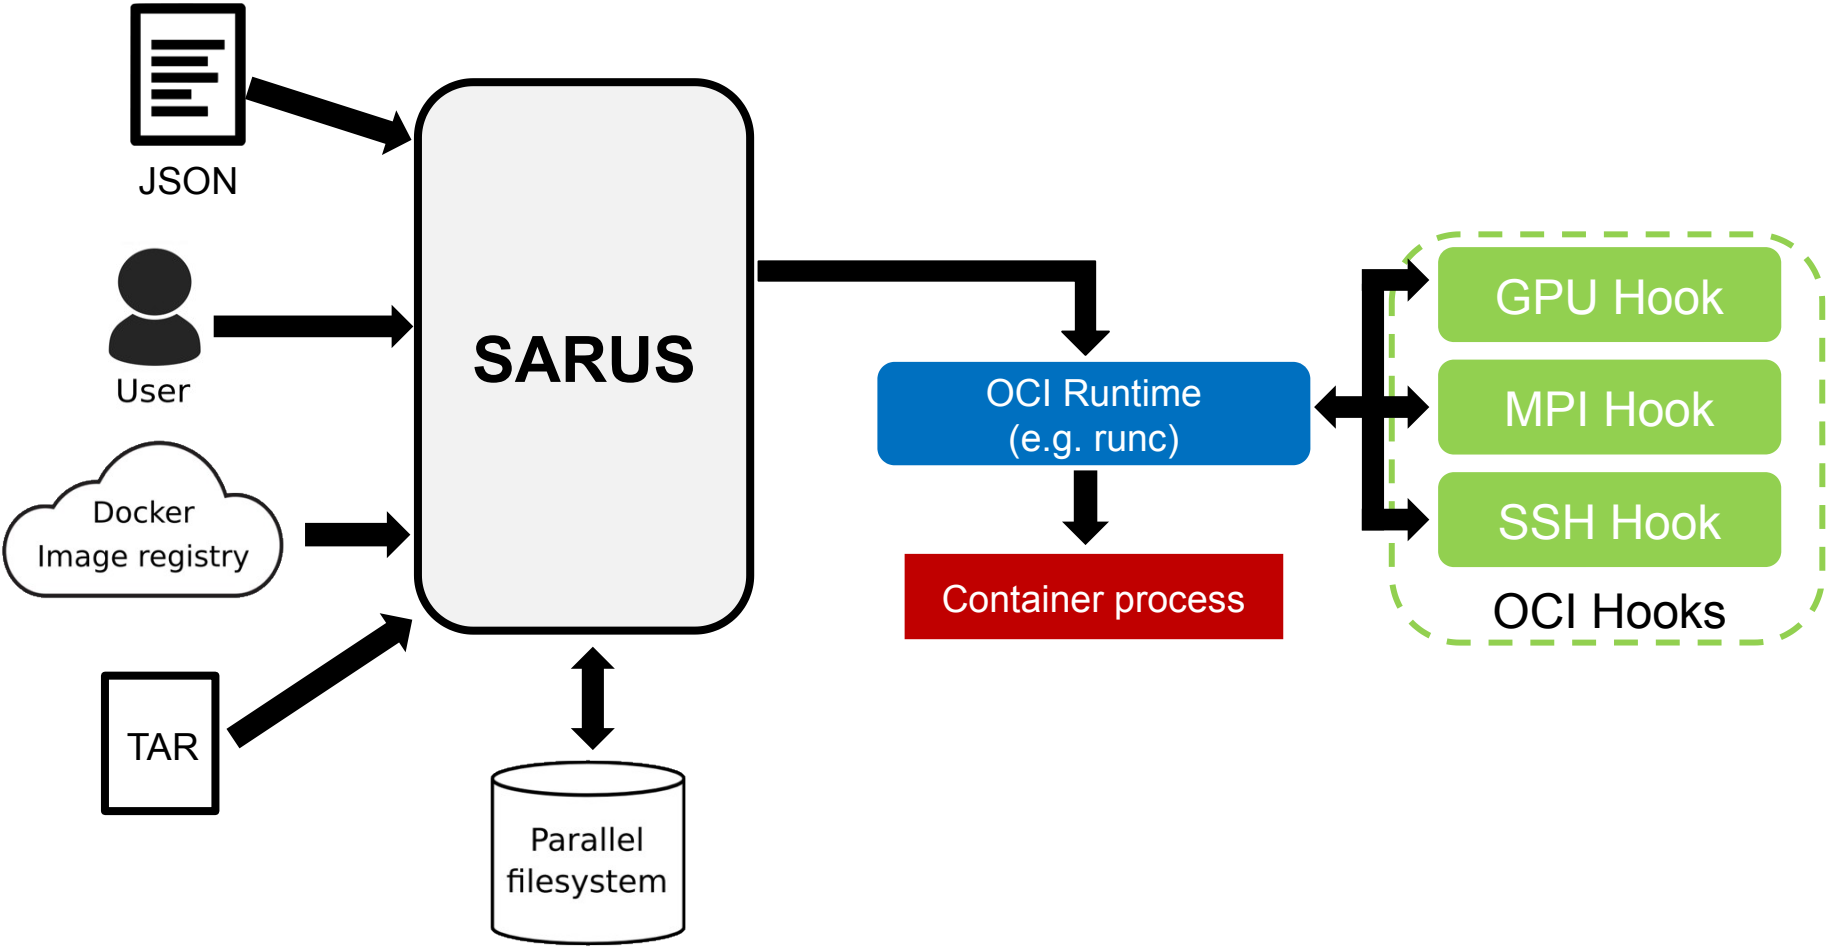 JSON
User
Docker
Image registry
TAR
SARUS
Parallel
filesystem
OCI Runtime
(e.g. runc)
Container process
GPU Hook
MPI Hook
SSH Hook
OCI Hooks